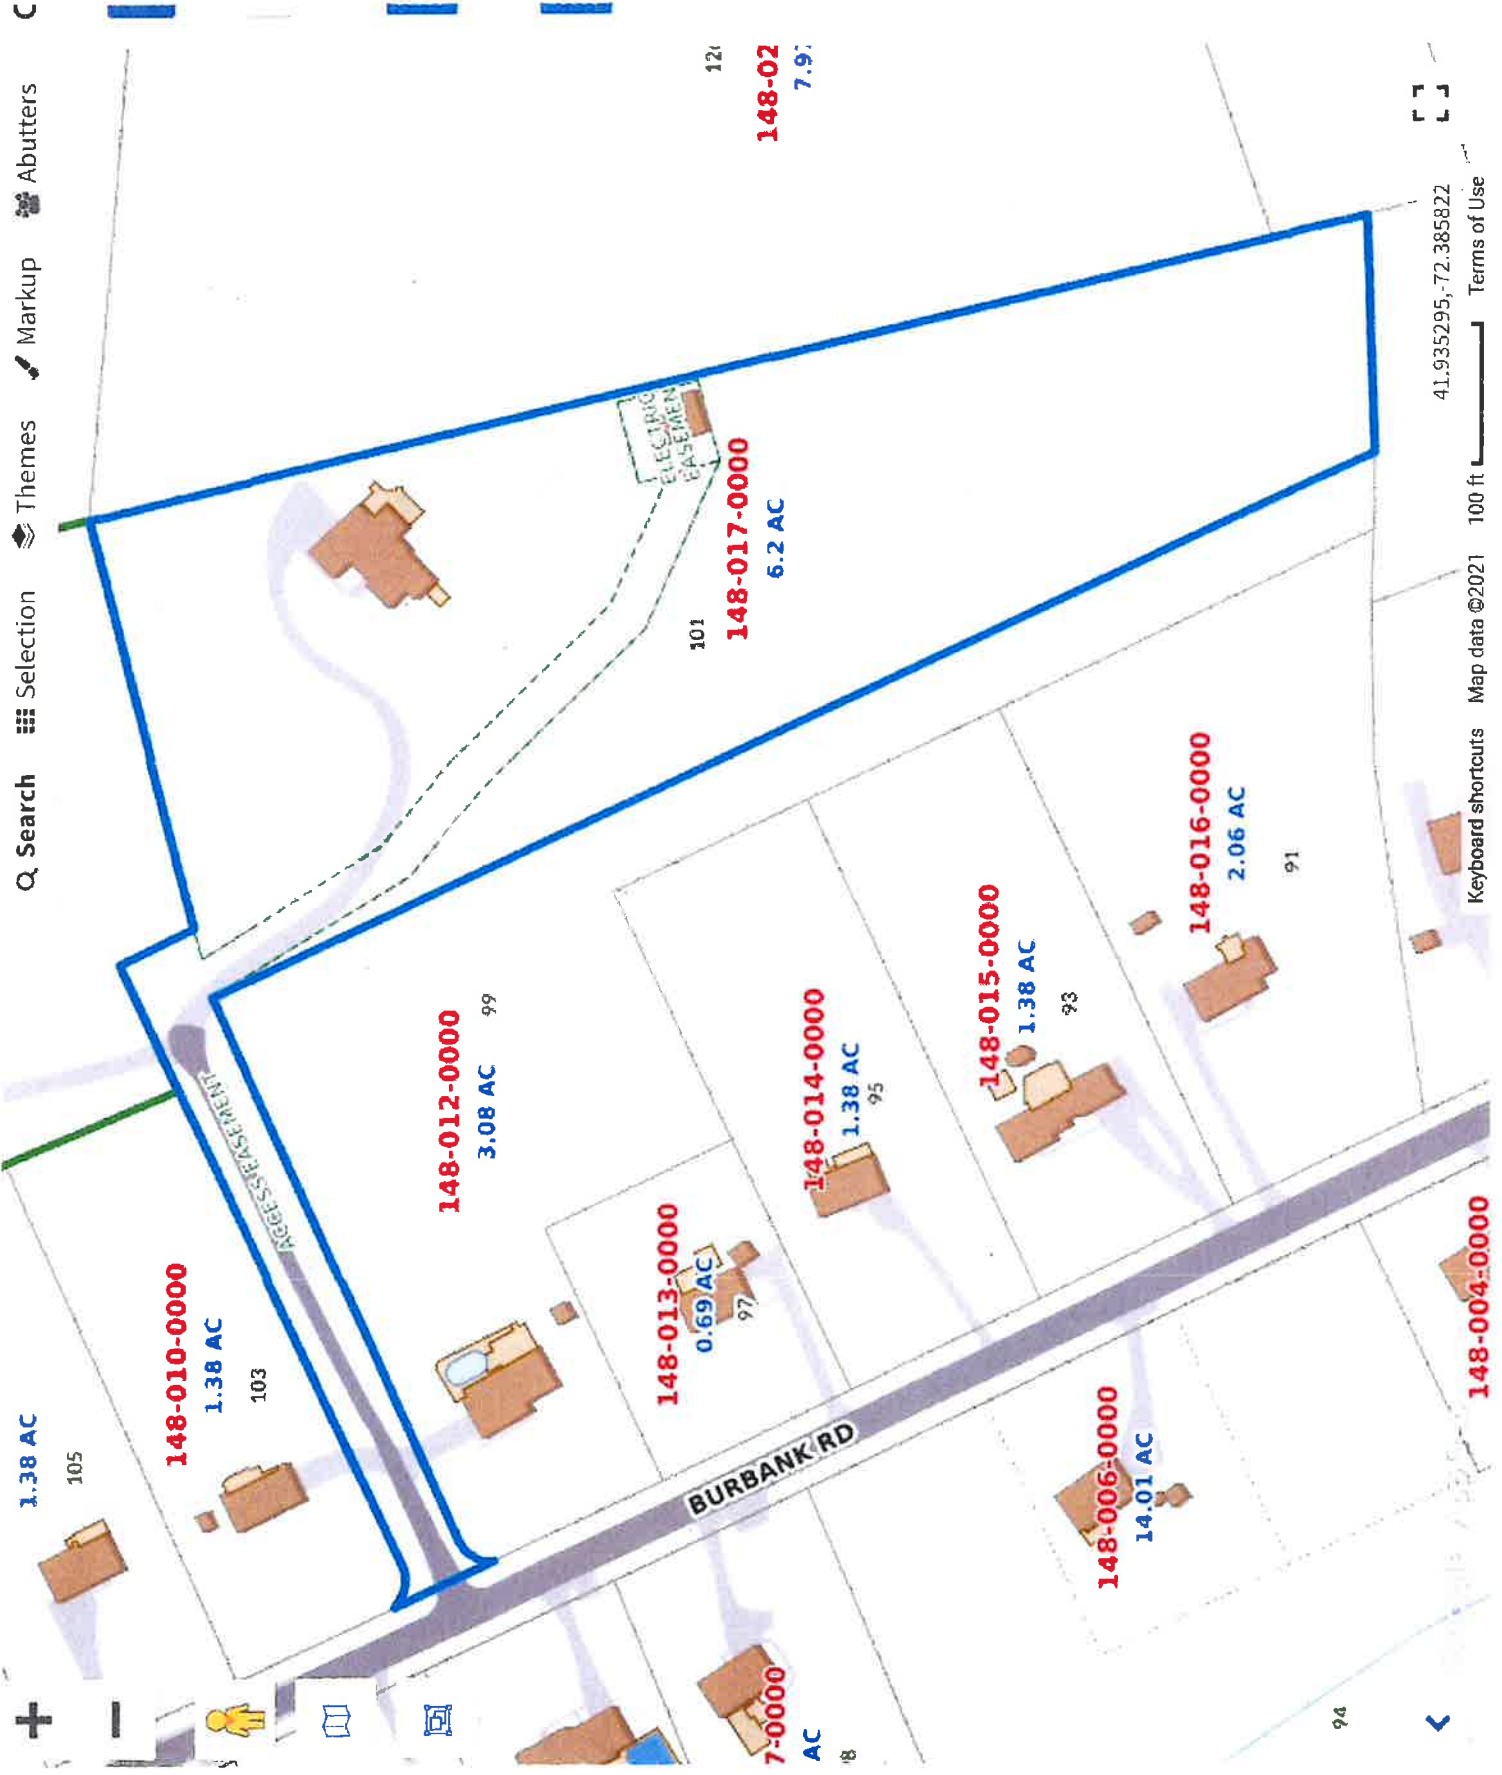 Search
Selection
Themes
Markup
Abutters
C
1.38 AC
105
148-010-0000
1.38 AC
103
ACCESS EASEMENT
148-012-0000
3.08 AC
99
148-013-0000
0.69 AC
97
148-014-0000
1.38 AC
95
148-015-0000
1.38 AC
93
148-016-0000
2.06 AC
91
101
148-017-0000
6.2 AC
ELECTRIC
EASEMEN
148-02
BURBANK RD
7-0000
AC
148-006-0000
14.01 AC
148-004-0000
94
41.935295,-72.385822
Keyboard shortcuts
Map data ©2021
100 ft
Terms of Use